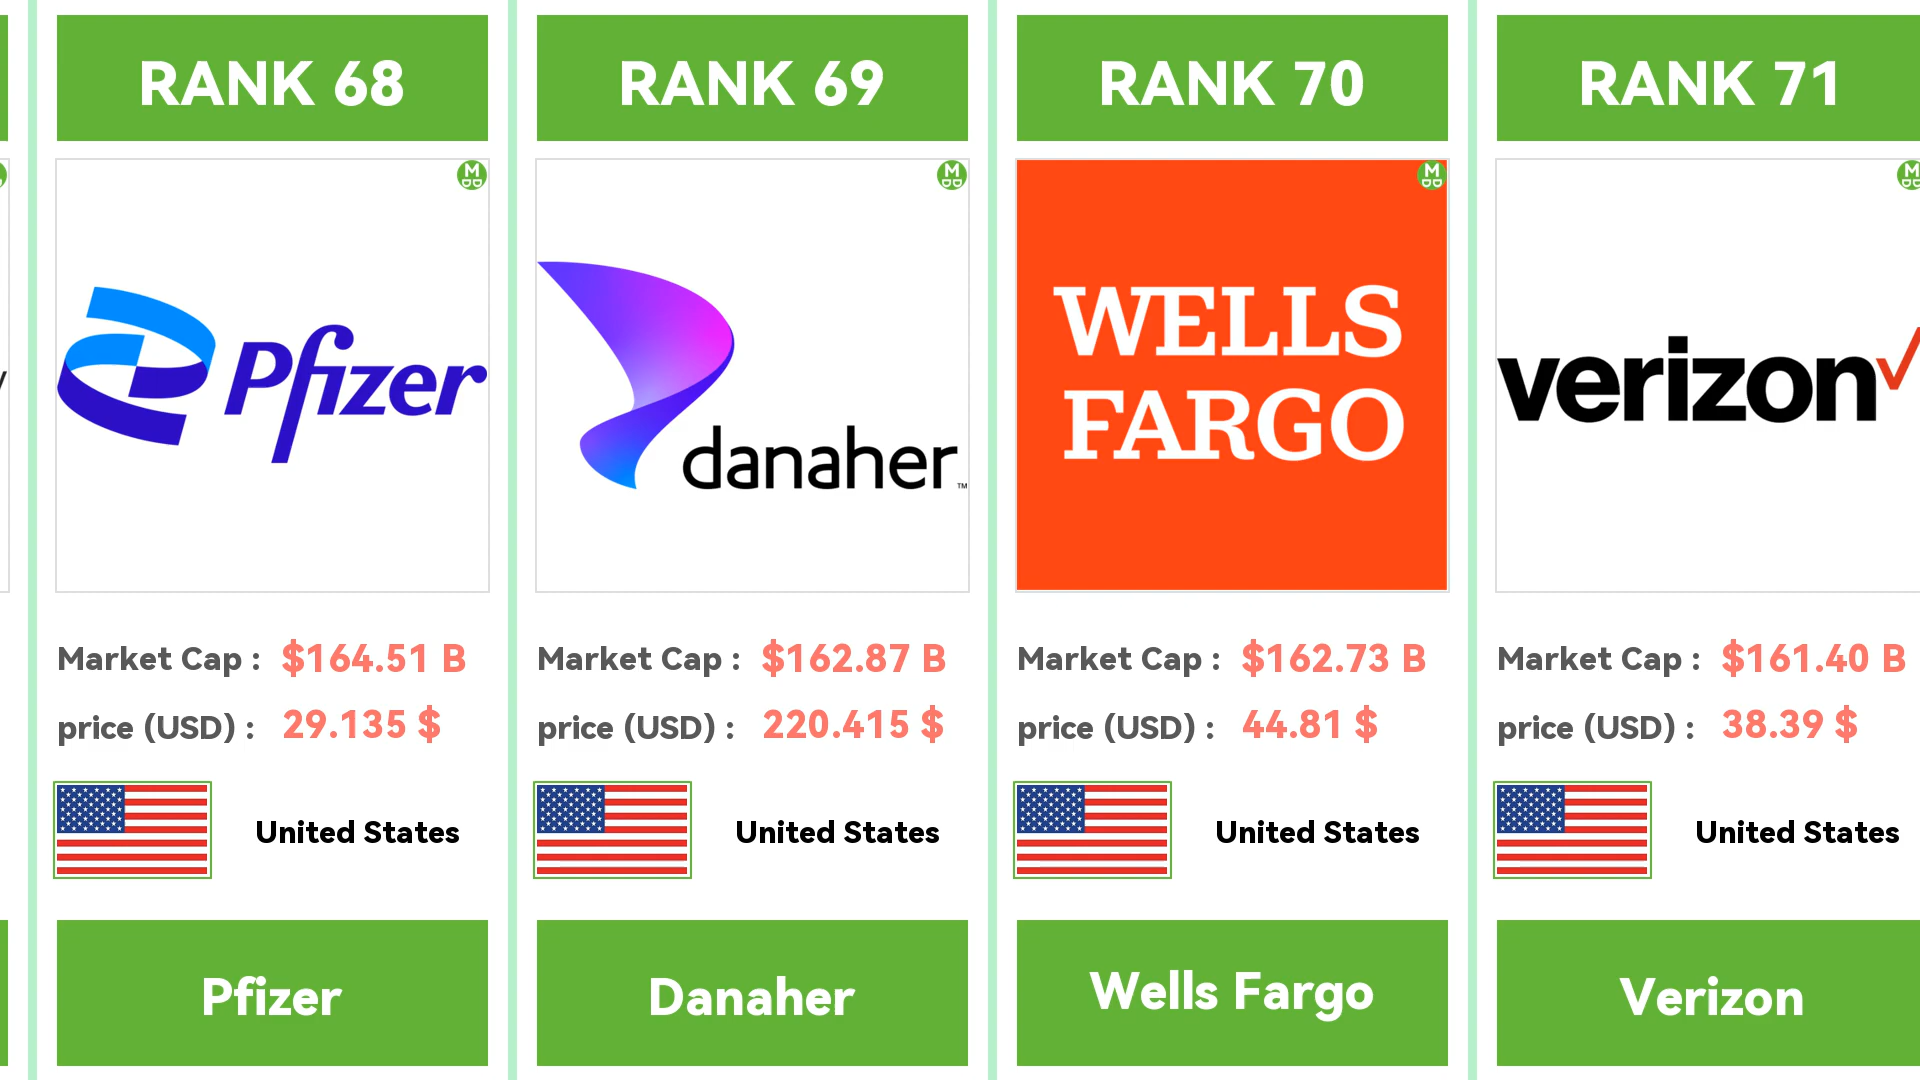 RANK 68
Pfizer
Market Cap : $164.51 B
price (USD) : 29.135 $
United States
Pfizer
RANK 69
danaher™
Market Cap : $162.87 B
price (USD) : 220.415 $
United States
Danaher
RANK 70
WELLS
FARGO
Market Cap : $162.73 B
price (USD) : 44.81 $
United States
Wells Fargo
RANK 71
verizon
Market Cap : $161.40 B
price (USD) : 38.39 $
United States
Verizon